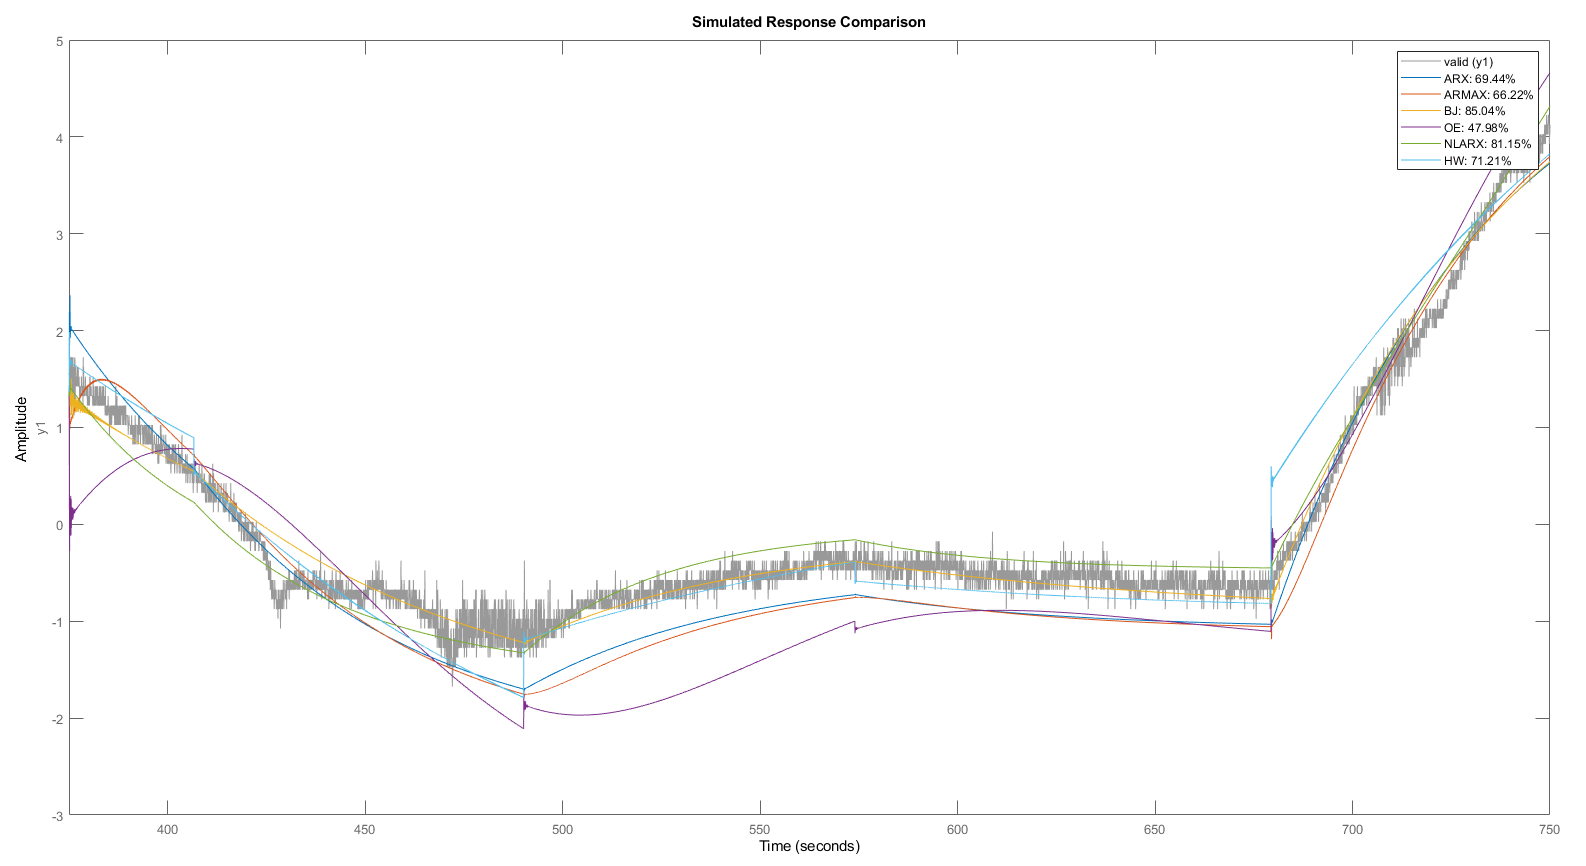 Simulated Response Comparison
5
4
3
2
1
0
-1
-2
-3
Amplitude
y1
valid (y1)
ARX: 69.44%
ARMAX: 66.22%
BJ: 85.04%
OE: 47.98%
NLARX: 81.15%
HW: 71.21%
400 450 500 550 600 650 700 750
Time (seconds)